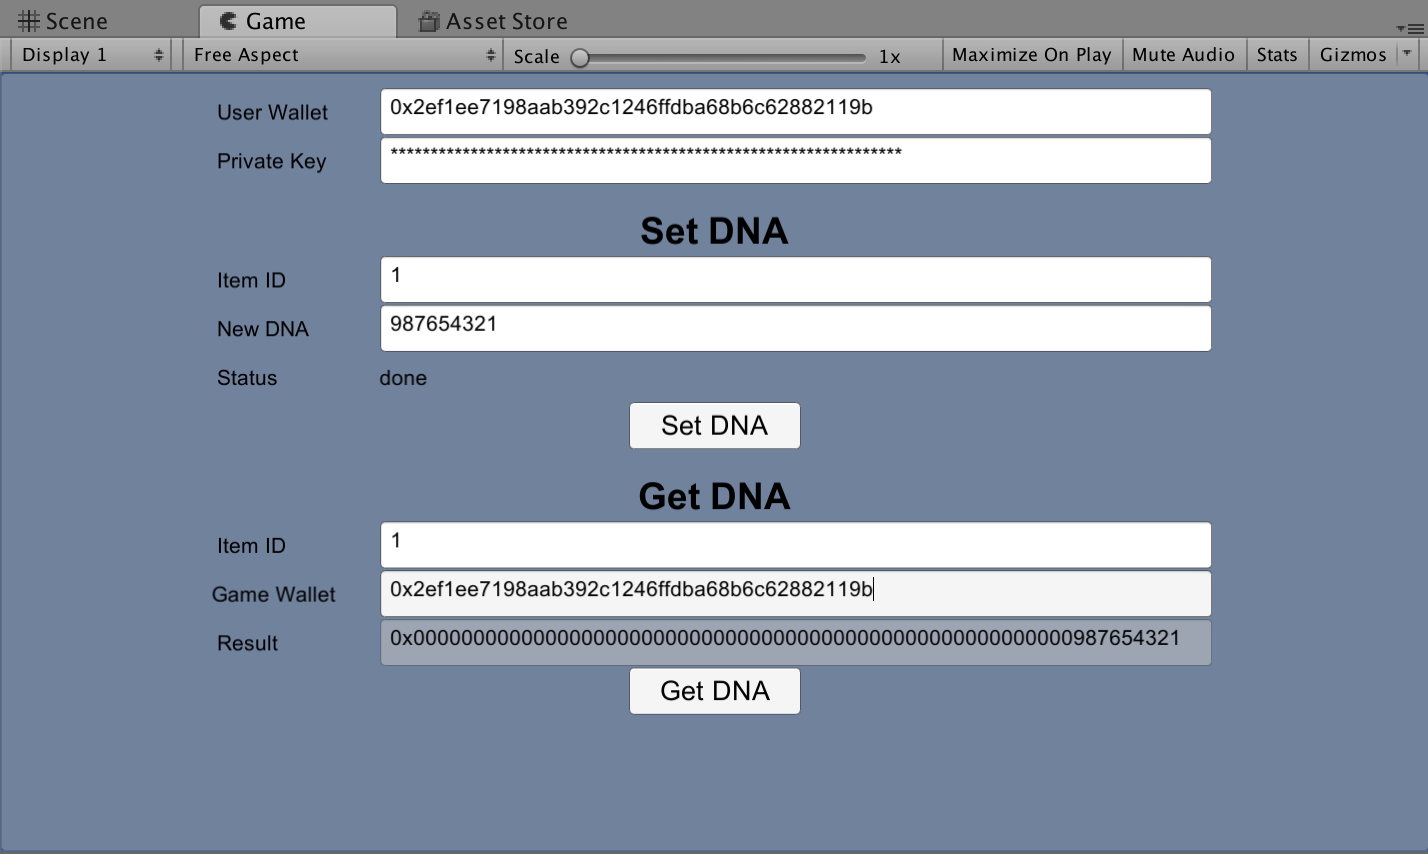 Scene Game Asset Store
Display 1 Free Aspect Scale 1x Maximize On Play Mute Audio Stats Gizmos
User Wallet 0x2ef1ee7198aab392c1246ffdba68b6c62882119b
Private Key ****************************************************************
Set DNA
Item ID 1
New DNA 987654321
Status done
Set DNA
Get DNA
Item ID 1
Game Wallet 0x2ef1ee7198aab392c1246ffdba68b6c62882119b
Result 0x0000000000000000000000000000000000000000000000000000000987654321
Get DNA